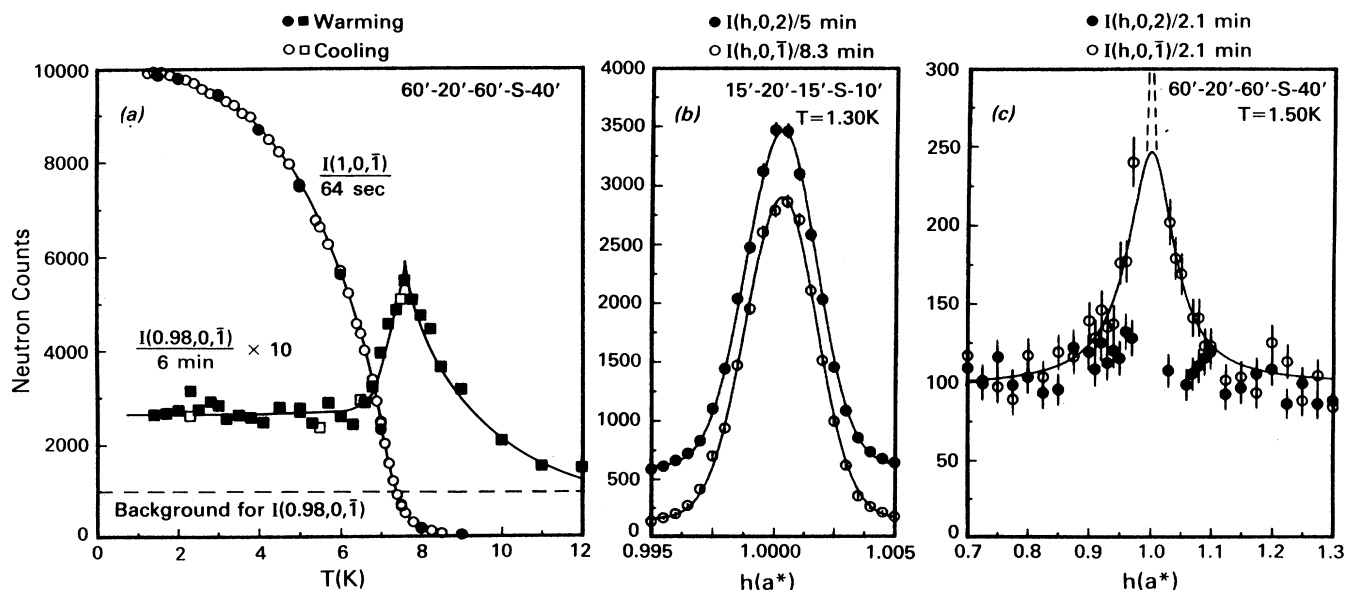 ●■ Warming
○□ Cooling
● I(h,0,2)/5 min
○ I(h,0,1̄)/8.3 min
● I(h,0,2)/2.1 min
○ I(h,0,1̄)/2.1 min
Neutron Counts
10000
8000
6000
4000
2000
0
(a)
60'-20'-60'-S-40'
I(1,0,1̄)
64 sec
I(0.98,0,1̄)
6 min
× 10
Background for I(0.98,0,1̄)
0 2 4 6 8 10 12
T(K)
4000
3500
3000
2500
2000
1500
1000
500
0
(b)
15'-20'-15'-S-10'
T=1.30K
0.995 1.0000 1.005
h(a*)
300
250
200
150
100
50
0
(c)
60'-20'-60'-S-40'
T=1.50K
0.7 0.9 1.0 1.1 1.3
h(a*)